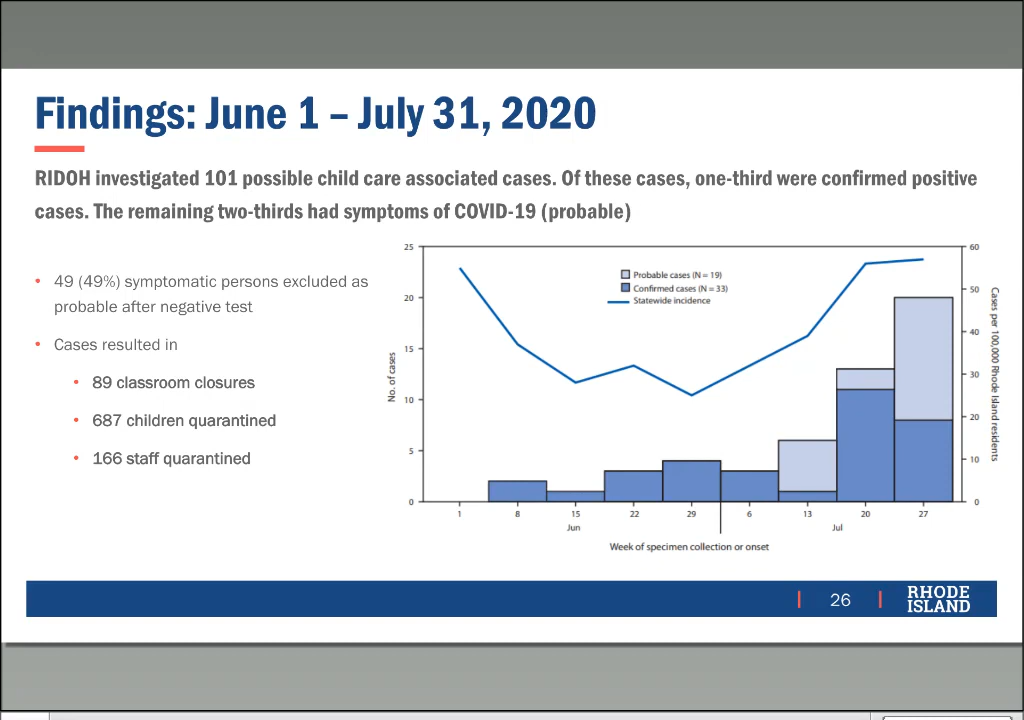 Findings: June 1 – July 31, 2020
RIDOH investigated 101 possible child care associated cases. Of these cases, one-third were confirmed positive
cases. The remaining two-thirds had symptoms of COVID-19 (probable)
• 49 (49%) symptomatic persons excluded as
probable after negative test
• Cases resulted in
• 89 classroom closures
• 687 children quarantined
• 166 staff quarantined
No. of cases
25
20
15
10
5
0
Probable cases (N = 19)
Confirmed cases (N = 33)
Statewide incidence
60
50
40
30
20
10
0
Cases per 100,000 Rhode Island residents
1 8 15 22 29 6 13 20 27
Jun Jul
Week of specimen collection or onset
| 26 |
RHODE
ISLAND